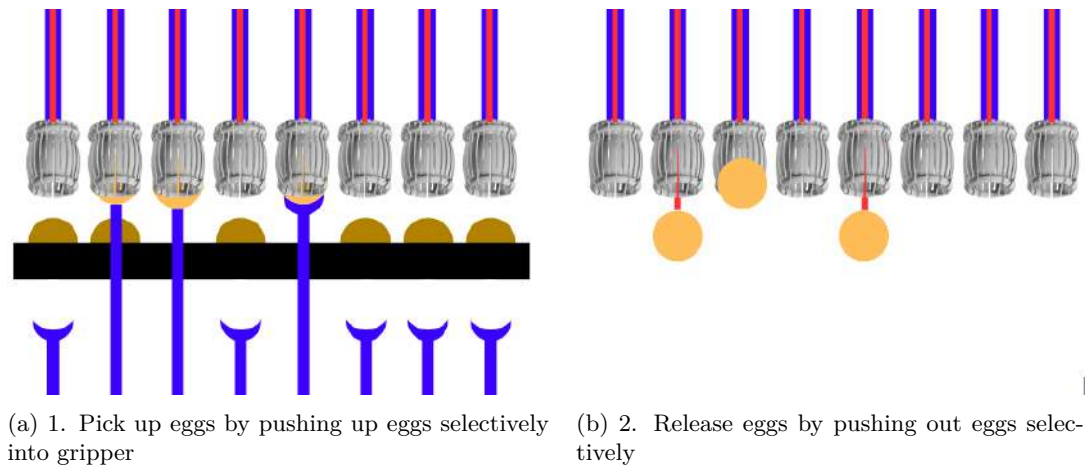 (a) 1. Pick up eggs by pushing up eggs selectively
into gripper
(b) 2. Release eggs by pushing out eggs selec-
tively